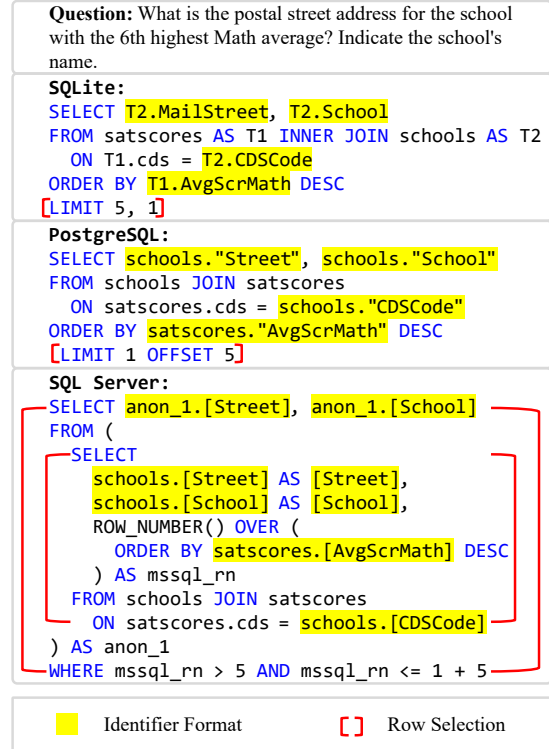 Question: What is the postal street address for the school
with the 6th highest Math average? Indicate the school's
name.
SQLite:
SELECT T2.MailStreet, T2.School
FROM satscores AS T1 INNER JOIN schools AS T2
ON T1.cds = T2.CDSCode
ORDER BY T1.AvgScrMath DESC
LIMIT 5, 1
PostgreSQL:
SELECT schools."Street", schools."School"
FROM schools JOIN satscores
ON satscores.cds = schools."CDSCode"
ORDER BY satscores."AvgScrMath" DESC
LIMIT 1 OFFSET 5
SQL Server:
SELECT anon_1.[Street], anon_1.[School]
FROM (
SELECT
schools.[Street] AS [Street],
schools.[School] AS [School],
ROW_NUMBER() OVER (
ORDER BY satscores.[AvgScrMath] DESC
) AS mssql_rn
FROM schools JOIN satscores
ON satscores.cds = schools.[CDSCode]
) AS anon_1
WHERE mssql_rn > 5 AND mssql_rn <= 1 + 5
Identifier Format
Row Selection